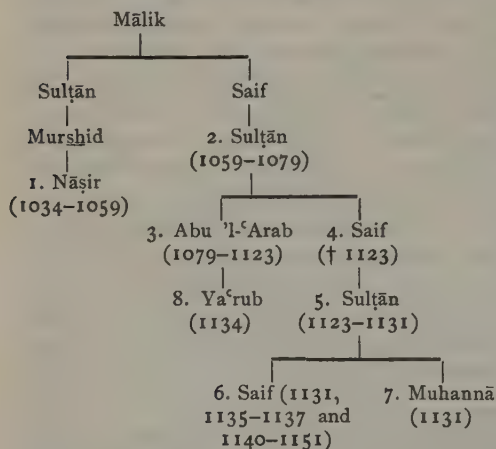 Mālik
Sulṭān Saif
Murshid 2. Sulṭān
(1059–1079)
1. Nāṣir
(1034–1059)
3. Abu 'l-ʿArab 4. Saif
(1079–1123) († 1123)
8. Yaʿrub 5. Sulṭān
(1134) (1123–1131)
6. Saif (1131, 7. Muhannā
1135–1137 and (1131)
1140–1151)